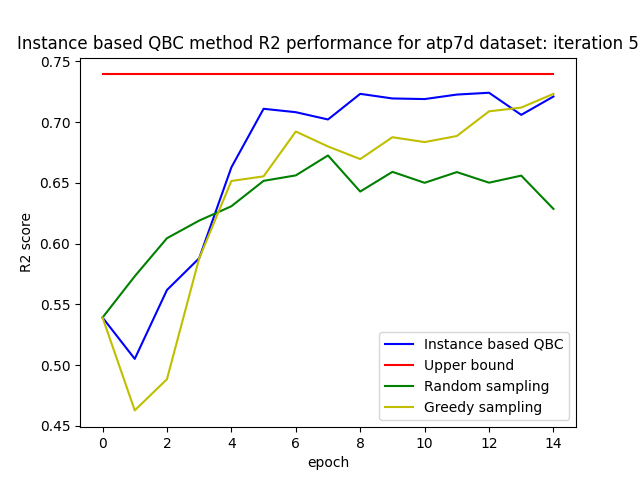 Instance based QBC method R2 performance for atp7d dataset: iteration 5
0.75
0.70
0.65
0.60
0.55
0.50
0.45
R2 score
Instance based QBC
Upper bound
Random sampling
Greedy sampling
0 2 4 6 8 10 12 14
epoch